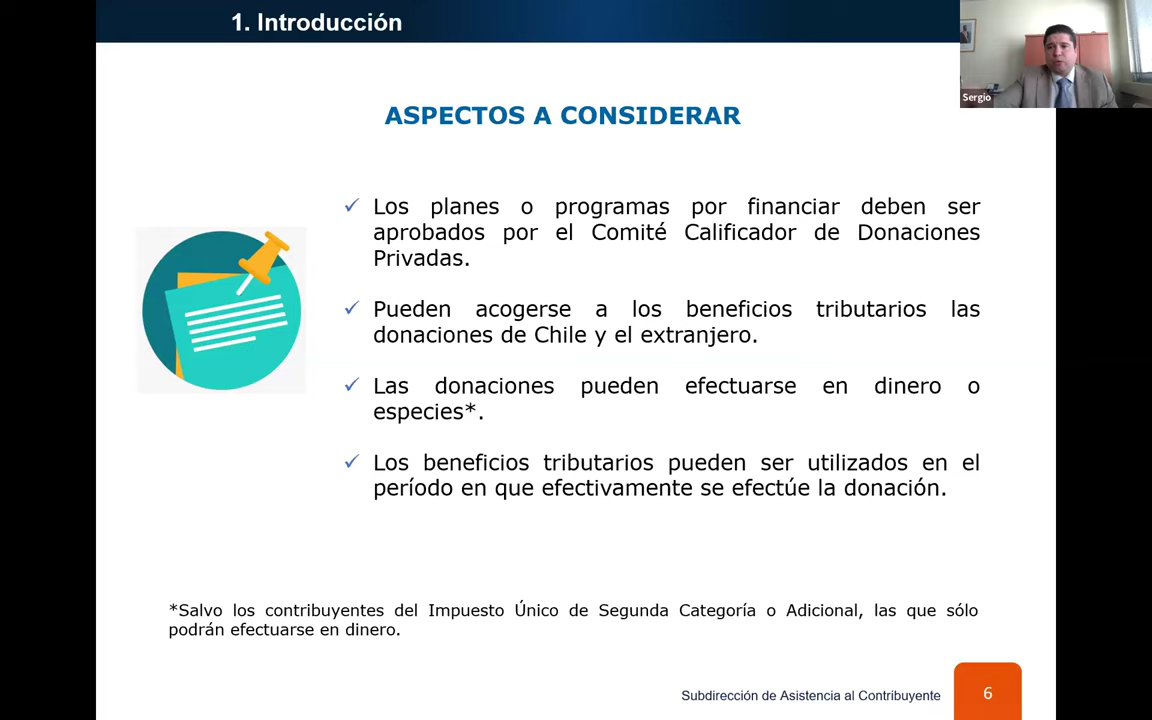 1. Introducción
Sergio
ASPECTOS A CONSIDERAR
✓ Los planes o programas por financiar deben ser
aprobados por el Comité Calificador de Donaciones
Privadas.
✓ Pueden acogerse a los beneficios tributarios las
donaciones de Chile y el extranjero.
✓ Las donaciones pueden efectuarse en dinero o
especies*.
✓ Los beneficios tributarios pueden ser utilizados en el
período en que efectivamente se efectúe la donación.
*Salvo los contribuyentes del Impuesto Único de Segunda Categoría o Adicional, las que sólo
podrán efectuarse en dinero.
Subdirección de Asistencia al Contribuyente
6